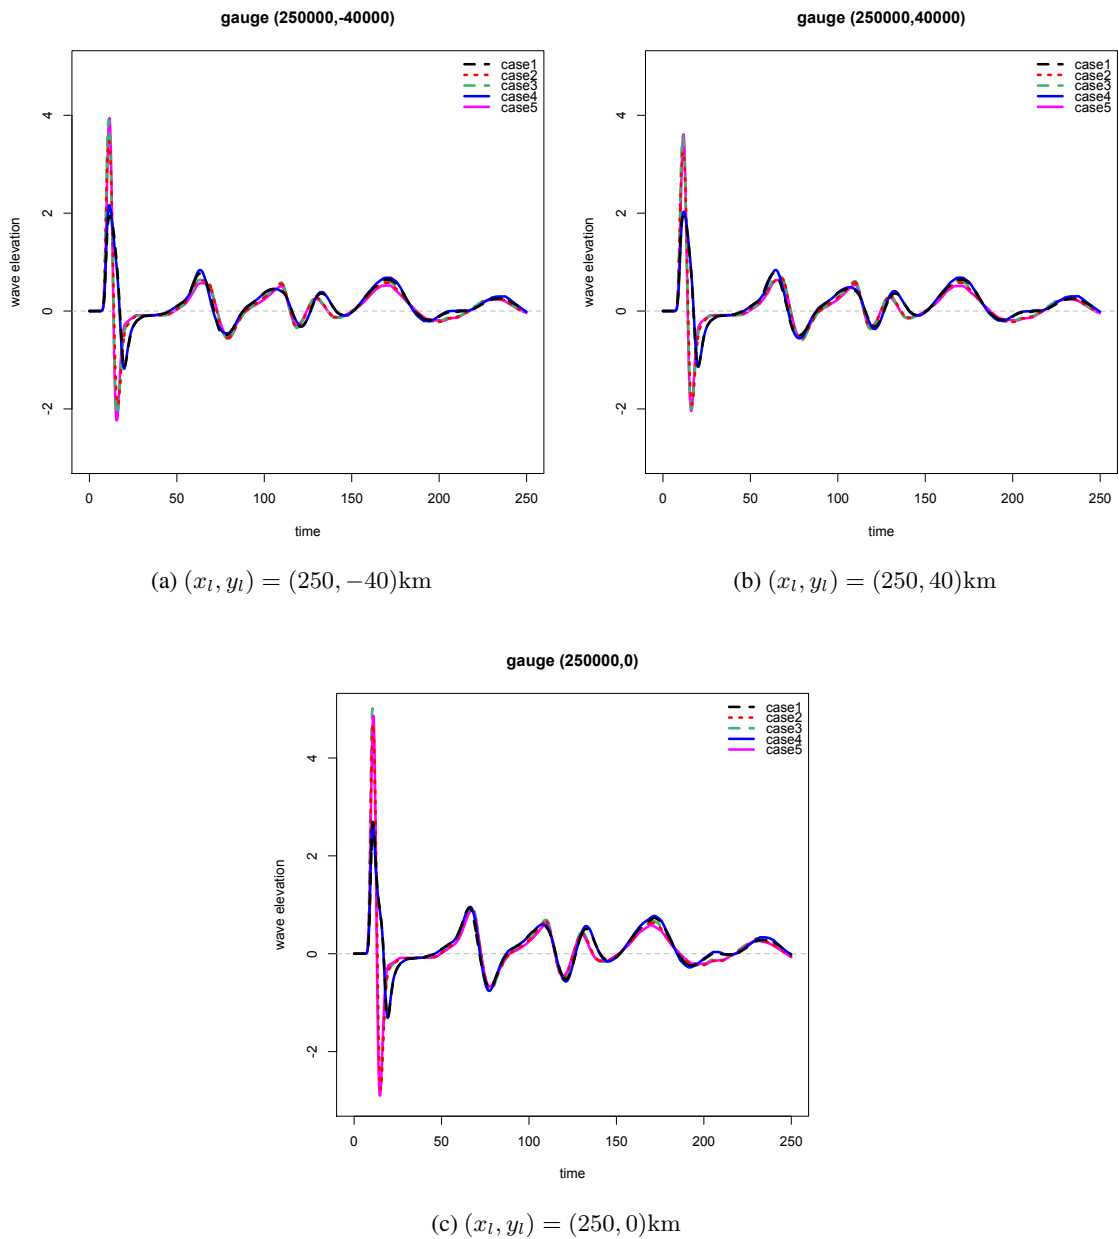 gauge (250000,-40000)
wave elevation
4
2
0
-2
case1
case2
case3
case4
case5
0 50 100 150 200 250
time
(a) (x_l, y_l) = (250, −40)km
gauge (250000,40000)
wave elevation
4
2
0
-2
case1
case2
case3
case4
case5
0 50 100 150 200 250
time
(b) (x_l, y_l) = (250, 40)km
gauge (250000,0)
wave elevation
4
2
0
-2
case1
case2
case3
case4
case5
0 50 100 150 200 250
time
(c) (x_l, y_l) = (250, 0)km